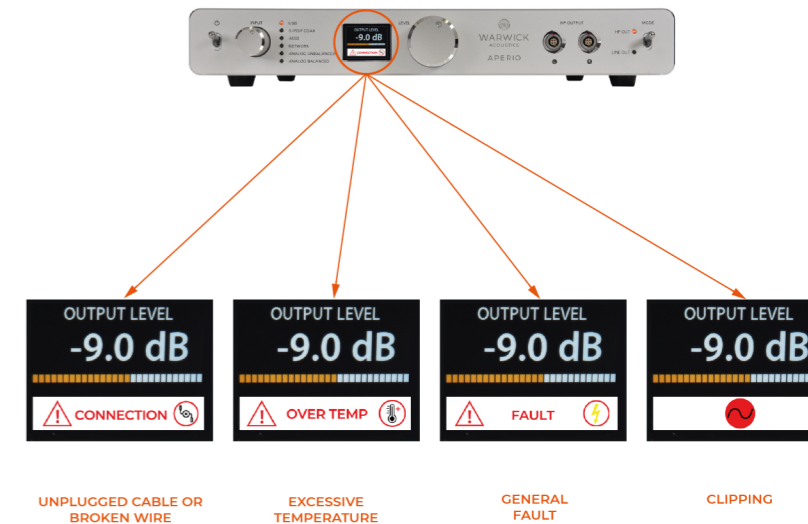 INPUT
USB
S-PDIF COAX
AES3
NETWORK
ANALOG UNBALANCED
ANALOG BALANCED
OUTPUT LEVEL
-9.0 dB
CONNECTION
LEVEL
WARWICK
ACOUSTICS
APERIO
HP OUTPUT
L
R
MODE
HP OUT
LINE OUT
OUTPUT LEVEL
-9.0 dB
CONNECTION
OUTPUT LEVEL
-9.0 dB
OVER TEMP
OUTPUT LEVEL
-9.0 dB
FAULT
OUTPUT LEVEL
-9.0 dB
UNPLUGGED CABLE OR
BROKEN WIRE
EXCESSIVE
TEMPERATURE
GENERAL
FAULT
CLIPPING